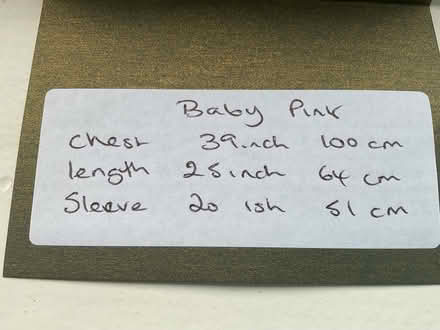 Baby Pink
Chest 39inch 100 cm
length 25inch 64 cm
Sleeve 20 ish 51 cm